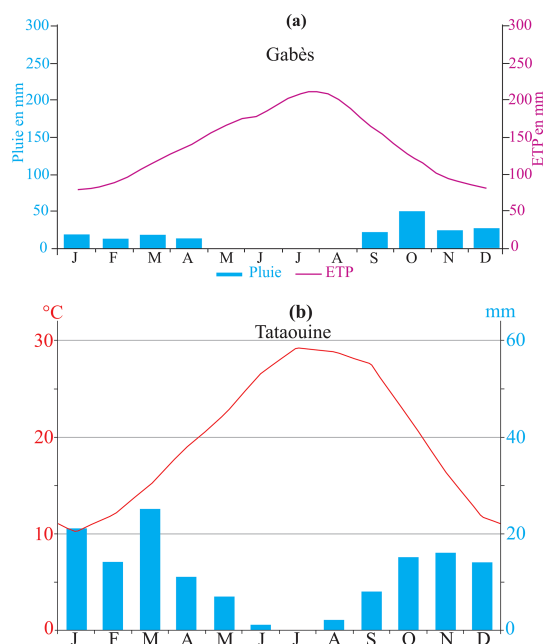 (a)
Gabès
Pluie en mm
ETP en mm
300 300
250 250
200 200
150 150
100 100
50 50
0 0
J F M A M J J A S O N D
Pluie ETP
(b)
°C Tataouine mm
30 60
20 40
10 20
0 0
J F M A M J J A S O N D